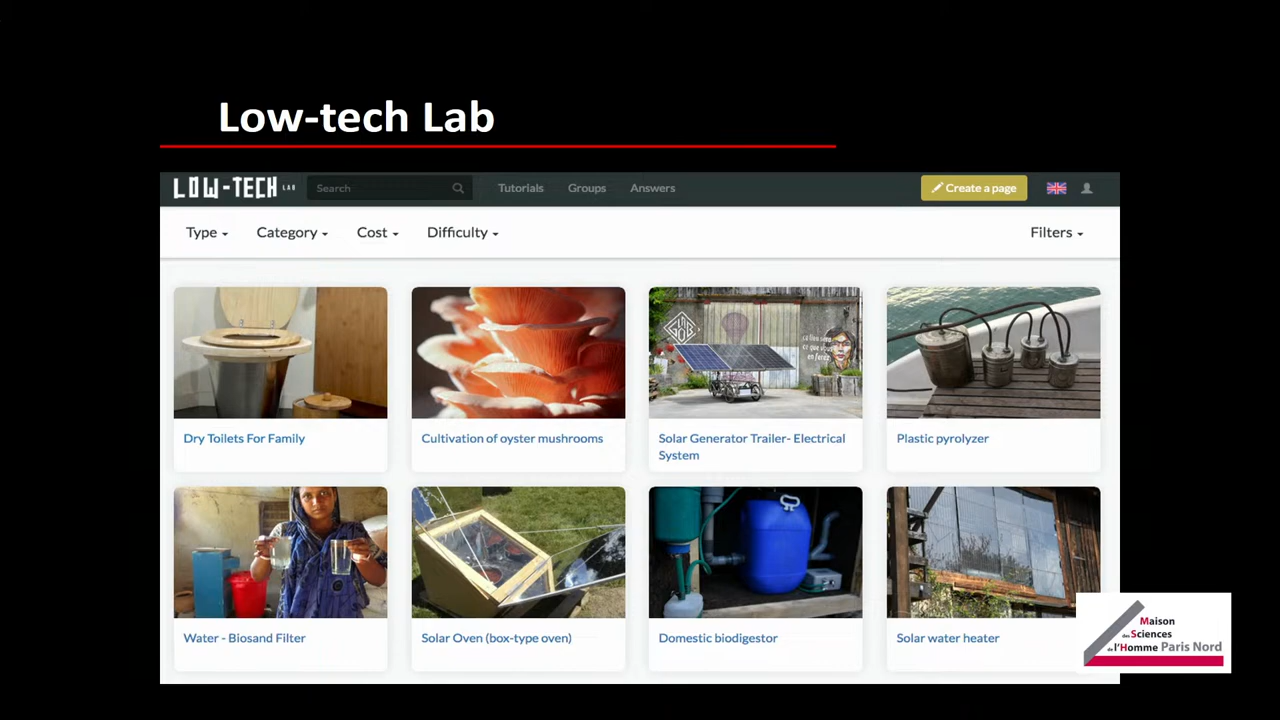 Low-tech Lab
LOW-TECH LAB
Search
Tutorials
Groups
Answers
Create a page
Type
Category
Cost
Difficulty
Filters
Dry Toilets For Family
Cultivation of oyster mushrooms
Solar Generator Trailer- Electrical
System
Plastic pyrolyzer
Water - Biosand Filter
Solar Oven (box-type oven)
Domestic biodigestor
Solar water heater
Maison
des Sciences
de l'Homme Paris Nord